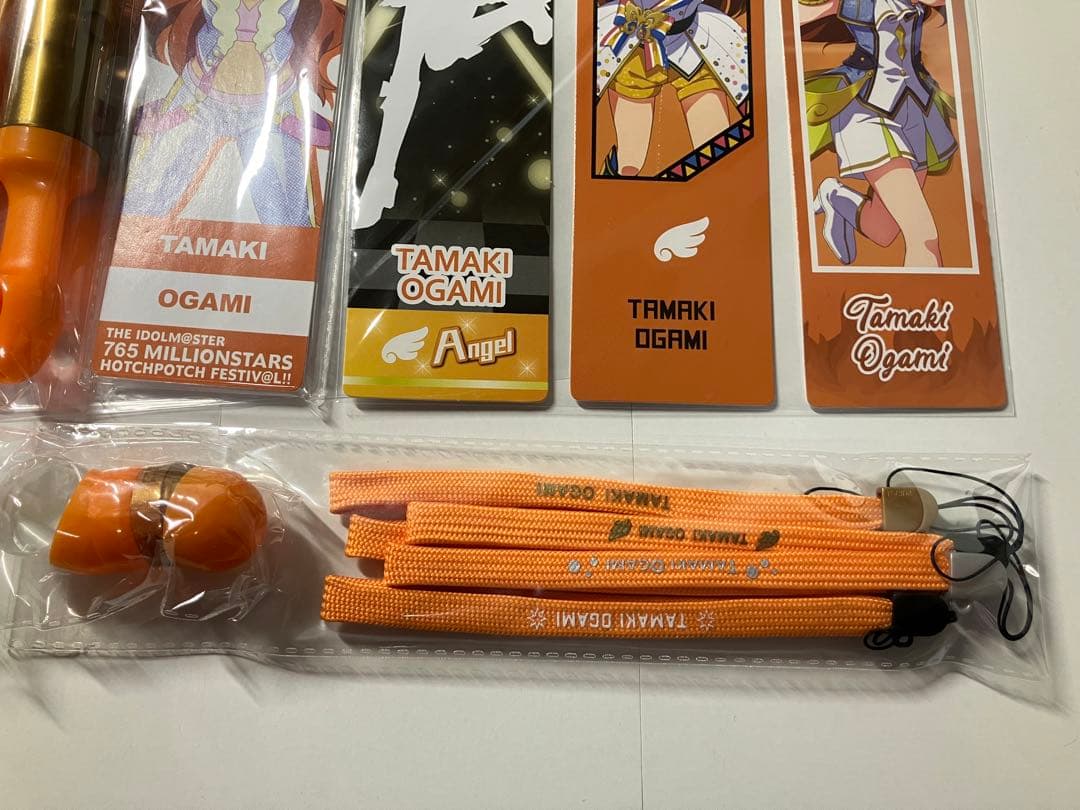 TAMAKI
OGAMI
THE IDOLM@STER
765 MILLIONSTARS
HOTCHPOTCH FESTIV@L!!
TAMAKI
OGAMI
Angel
TAMAKI
OGAMI
Tamaki
Ogami
TAMAKI OGAMI
TAMAKI OGAMI
TAMAKI OGAMI
TAMAKI OGAMI